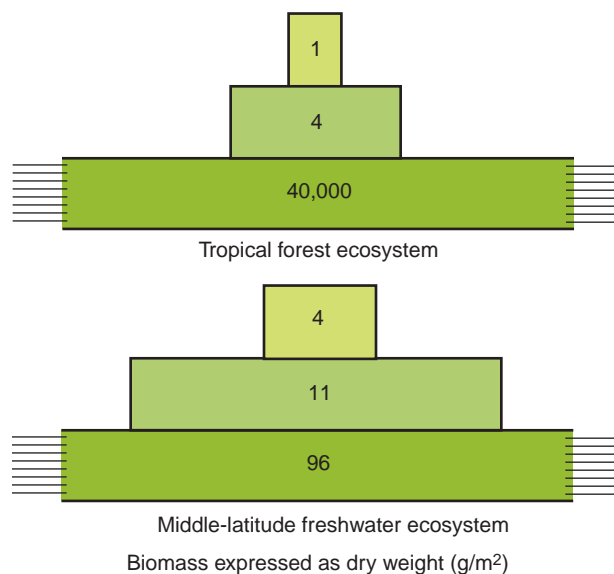 1
4
40,000
Tropical forest ecosystem
4
11
96
Middle-latitude freshwater ecosystem
Biomass expressed as dry weight (g/m²)